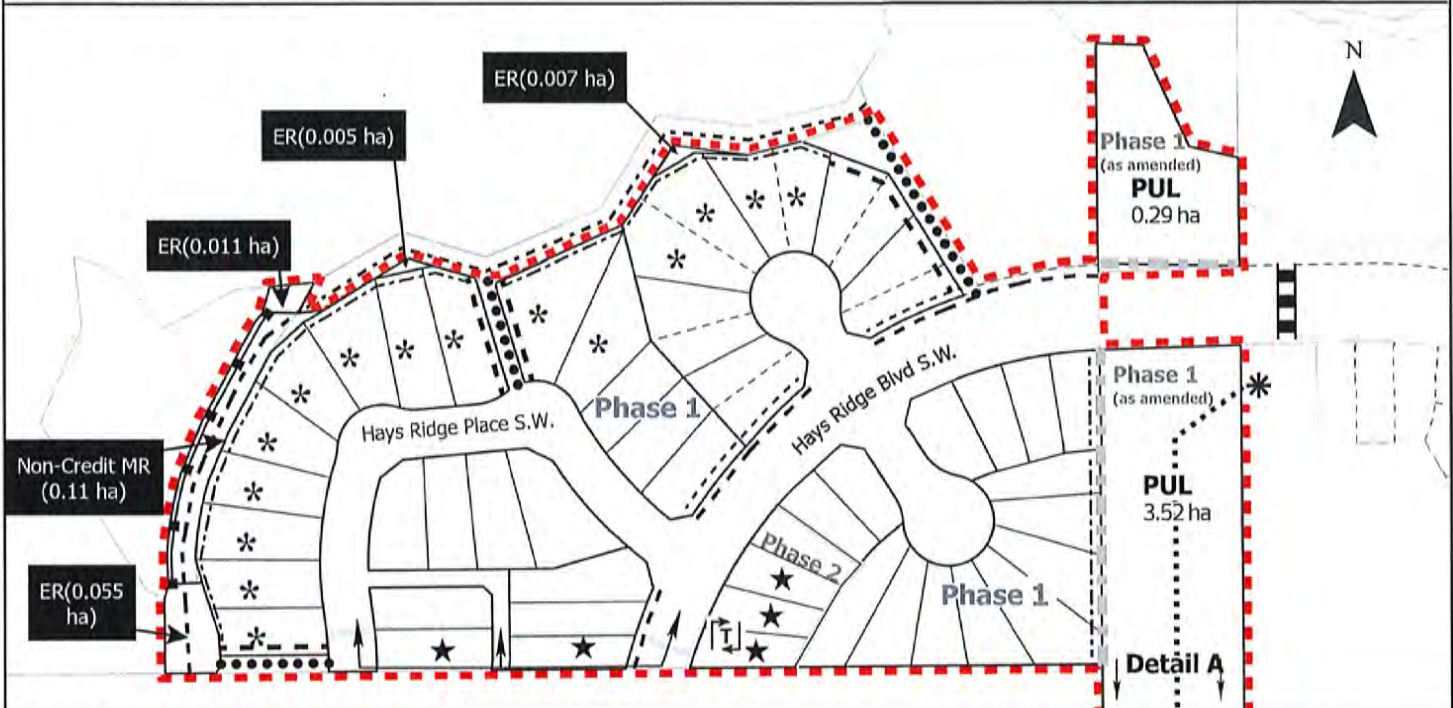 N
ER(0.007 ha)
ER(0.005 ha)
Phase 1
(as amended)
PUL
0.29 ha
ER(0.011 ha)
Hays Ridge Blvd S.W.
Phase 1
(as amended)
Phase 1
Hays Ridge Place S.W.
Non-Credit MR
(0.11 ha)
PUL
3.52 ha
Phase 2
ER(0.055
ha)
Phase 1
T
Detail A